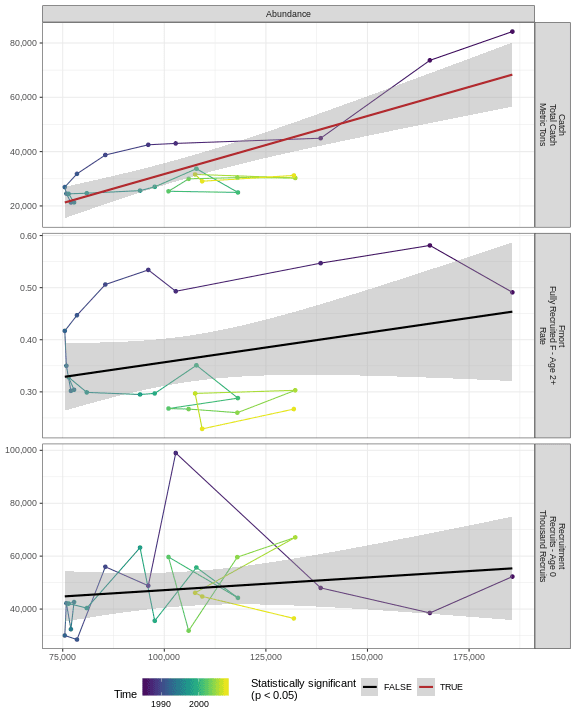 Abundance
80,000
60,000
40,000
20,000
Catch
Total Catch
Metric Tons
0.60
0.50
0.40
0.30
Fmort
Fully Recruited F - Age 2+
Rate
100,000
80,000
60,000
40,000
Recruitment
Recruits - Age 0
Thousand Recruits
75,000 100,000 125,000 150,000 175,000
Time
1990 2000
Statistically significant
(p < 0.05)
FALSE TRUE